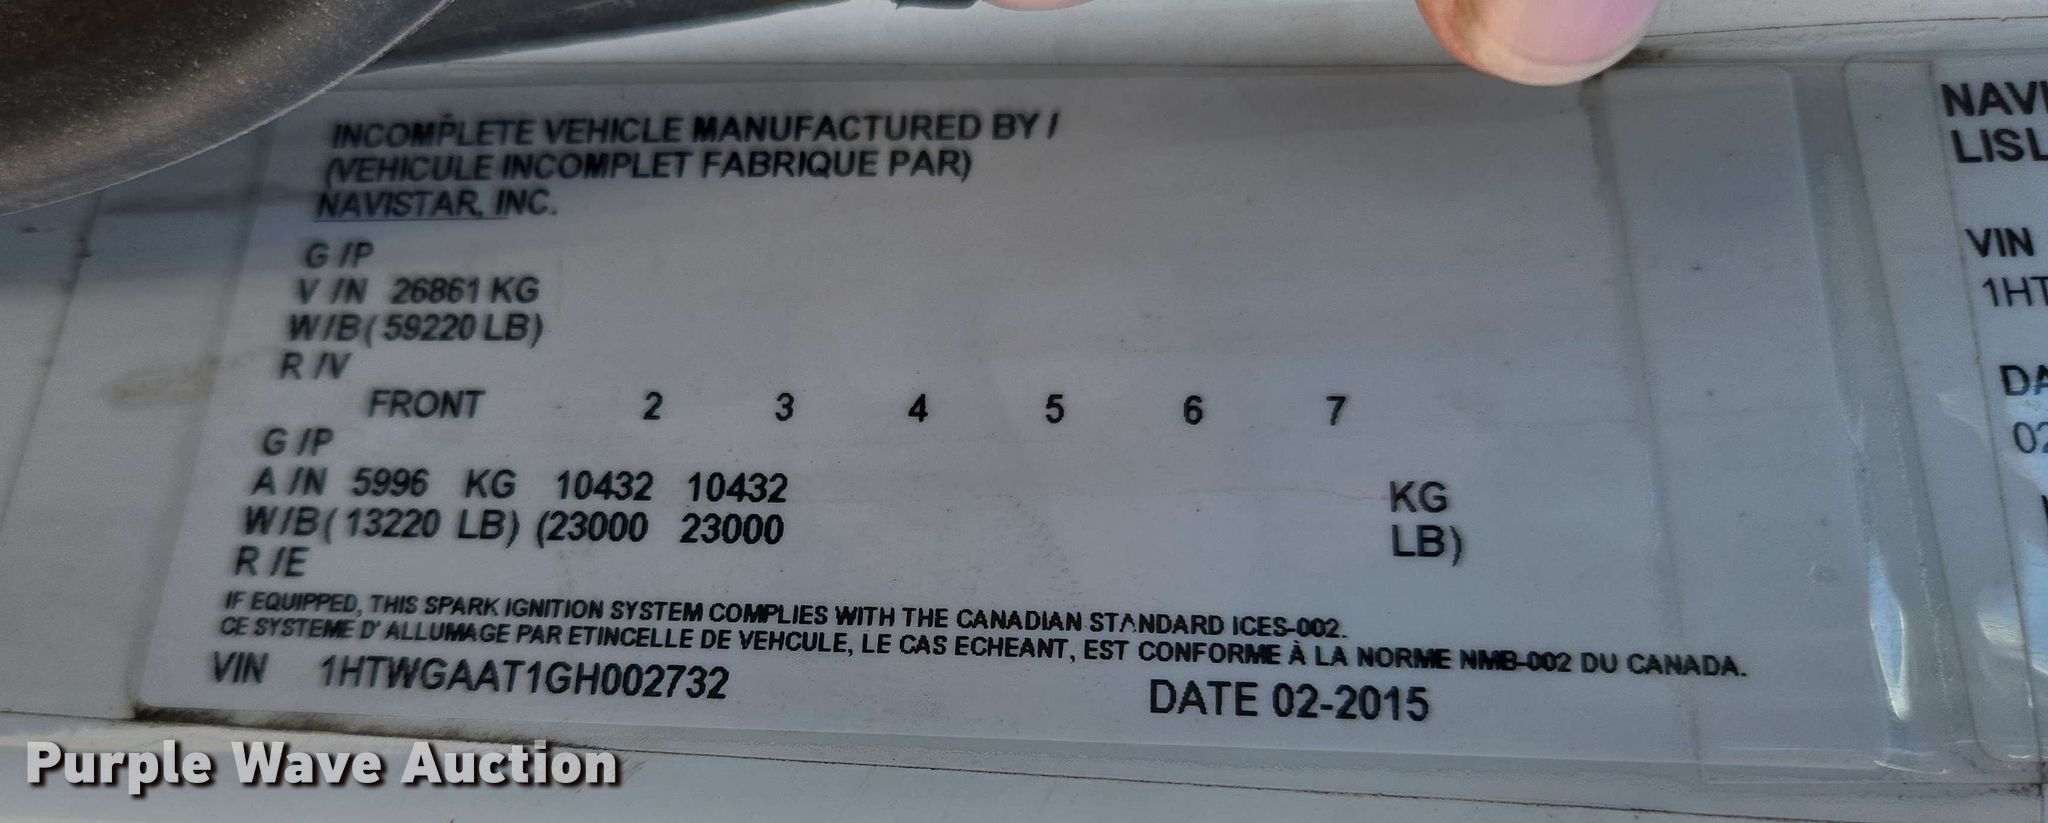 INCOMPLETE VEHICLE MANUFACTURED BY /
(VEHICULE INCOMPLET FABRIQUE PAR)
NAVISTAR, INC.
G /P
V /N 26861 KG
W/B( 59220 LB)
R /V
FRONT 2 3 4 5 6 7
G /P
A /N 5996 KG 10432 10432 KG
W/B( 13220 LB) (23000 23000 LB)
R /E
IF EQUIPPED, THIS SPARK IGNITION SYSTEM COMPLIES WITH THE CANADIAN STANDARD ICES-002.
CE SYSTEME D'ALLUMAGE PAR ETINCELLE DE VEHCULE, LE CAS ECHEANT, EST CONFORME À LA NORME NMB-002 DU CANADA.
VIN 1HTWGAAT1GH002732 DATE 02-2015
NAVI
LISL
VIN
1HT
DA
02
Purple Wave Auction